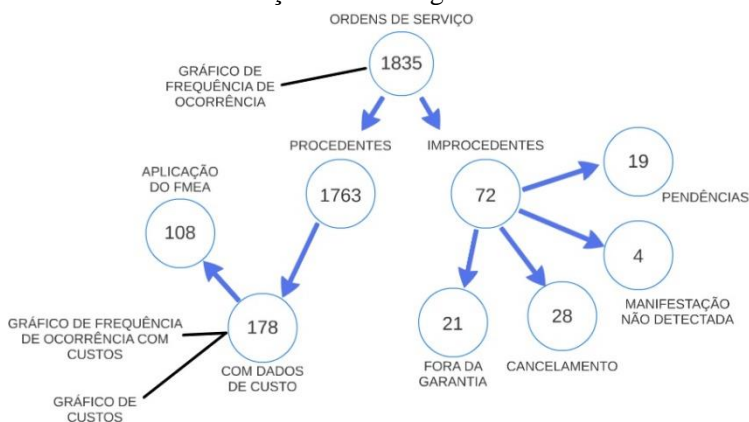 ORDENS DE SERVIÇO
1835
GRÁFICO DE
FREQUÊNCIA DE
OCORRÊNCIA
PROCEDENTES
IMPROCEDENTES
1763
72
19
PENDÊNCIAS
APLICAÇÃO
DO FMEA
108
4
MANIFESTAÇÃO
NÃO DETECTADA
GRÁFICO DE FREQUÊNCIA
DE OCORRÊNCIA COM
CUSTOS
178
COM DADOS
DE CUSTO
21
FORA DA
GARANTIA
28
CANCELAMENTO
GRÁFICO DE
CUSTOS